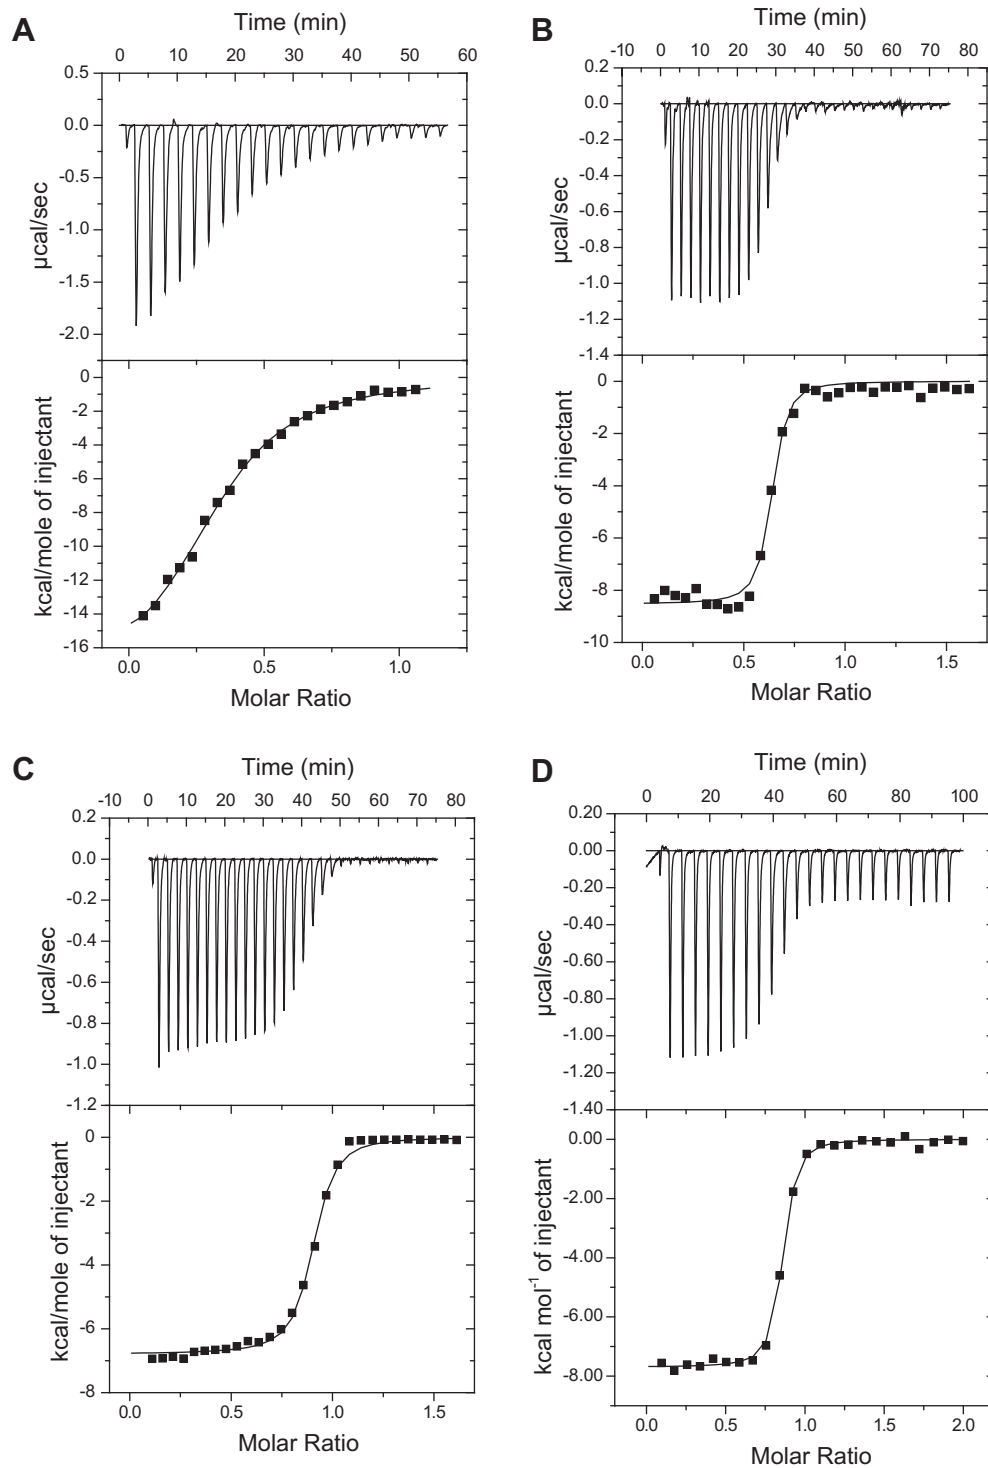 A
Time (min)
0 10 20 30 40 50 60
0.5
0.0
-0.5
-1.0
-1.5
-2.0
µcal/sec
0
-2
-4
-6
-8
-10
-12
-14
-16
kcal/mole of injectant
0.0 0.5 1.0
Molar Ratio
B
Time (min)
-10 0 10 20 30 40 50 60 70 80
0.2
0.0
-0.2
-0.4
-0.6
-0.8
-1.0
-1.2
-1.4
µcal/sec
0
-2
-4
-6
-8
-10
kcal/mole of injectant
0.0 0.5 1.0 1.5
Molar Ratio
C
Time (min)
-10 0 10 20 30 40 50 60 70 80
0.2
0.0
-0.2
-0.4
-0.6
-0.8
-1.0
-1.2
µcal/sec
0
-2
-4
-6
-8
kcal/mole of injectant
0.0 0.5 1.0 1.5
Molar Ratio
D
Time (min)
0 20 40 60 80 100
0.20
0.00
-0.20
-0.40
-0.60
-0.80
-1.00
-1.20
-1.40
µcal/sec
0.00
-2.00
-4.00
-6.00
-8.00
kcal mol⁻¹ of injectant
0.0 0.5 1.0 1.5 2.0
Molar Ratio